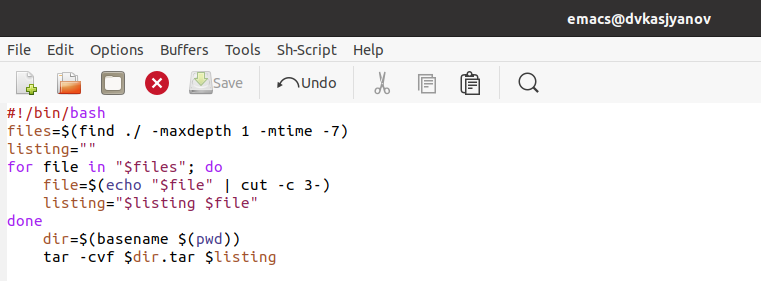 emacs@dvkasjyanov
File Edit Options Buffers Tools Sh-Script Help
Save Undo
#!/bin/bash
files=$(find ./ -maxdepth 1 -mtime -7)
listing=""
for file in "$files"; do
    file=$(echo "$file" | cut -c 3-)
    listing="$listing $file"
done
    dir=$(basename $(pwd))
    tar -cvf $dir.tar $listing